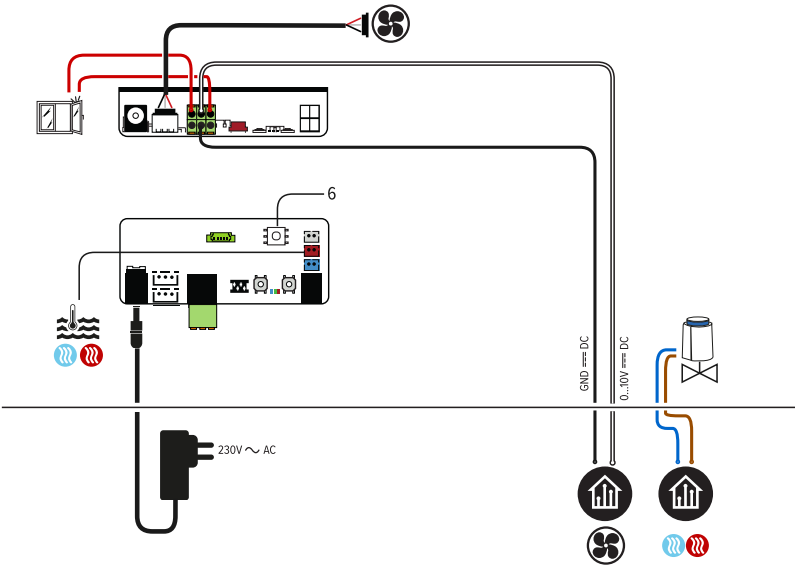 6
GND ⎓ DC
0...10V ⎓ DC
230V ∼ AC